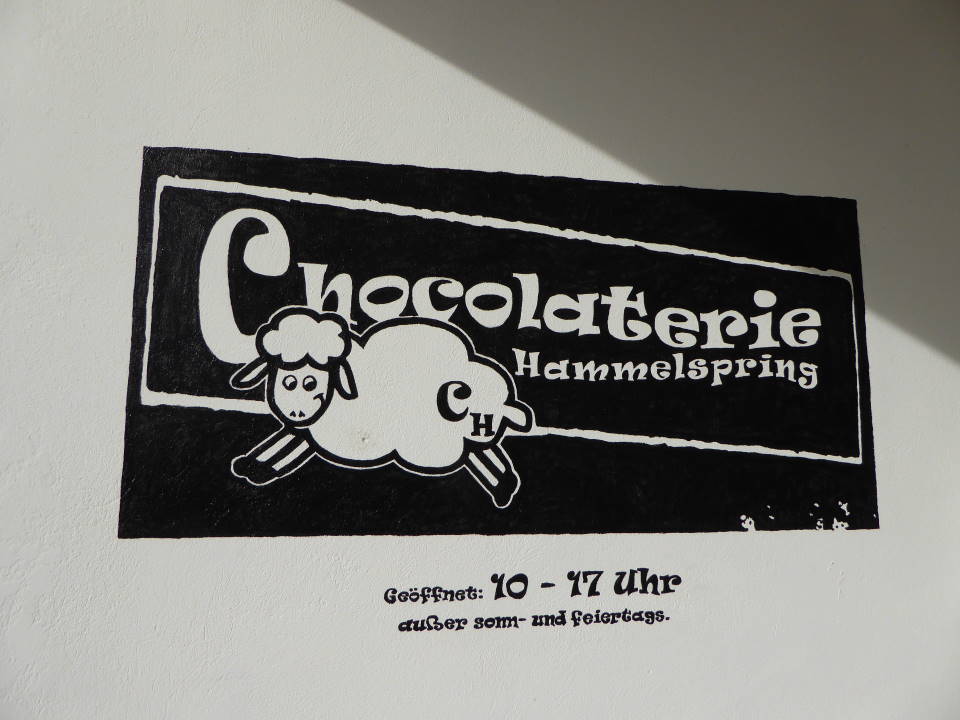 Chocolaterie
Hammelspring
CH
Geöffnet: 10 - 17 Uhr
außer sonn- und feiertags.